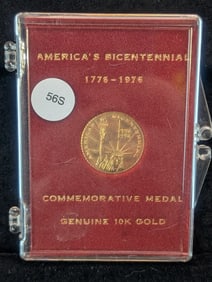 AMERICA'S BICENTENNIAL
1776-1976
56S
COMMEMORATIVE MEDAL
GENUINE 10K GOLD